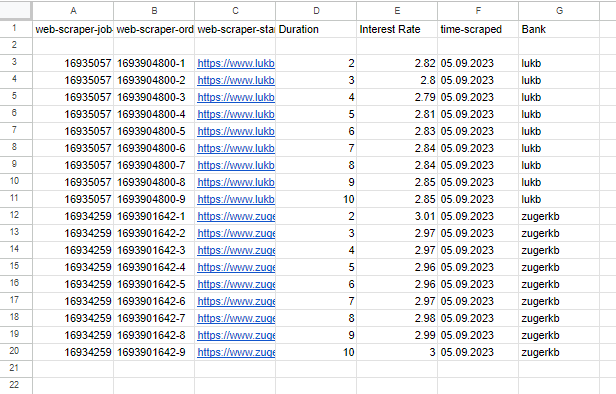 A B C D E F G
1 web-scraper-job web-scraper-ord web-scraper-star Duration Interest Rate time-scraped Bank
2
3 16935057 1693904800-1 https://www.lukb 2 2.82 05.09.2023 lukb
4 16935057 1693904800-2 https://www.lukb 3 2.8 05.09.2023 lukb
5 16935057 1693904800-3 https://www.lukb 4 2.79 05.09.2023 lukb
6 16935057 1693904800-4 https://www.lukb 5 2.81 05.09.2023 lukb
7 16935057 1693904800-5 https://www.lukb 6 2.83 05.09.2023 lukb
8 16935057 1693904800-6 https://www.lukb 7 2.84 05.09.2023 lukb
9 16935057 1693904800-7 https://www.lukb 8 2.84 05.09.2023 lukb
10 16935057 1693904800-8 https://www.lukb 9 2.85 05.09.2023 lukb
11 16935057 1693904800-9 https://www.lukb 10 2.85 05.09.2023 lukb
12 16934259 1693901642-1 https://www.zuge 2 3.01 05.09.2023 zugerkb
13 16934259 1693901642-2 https://www.zuge 3 2.97 05.09.2023 zugerkb
14 16934259 1693901642-3 https://www.zuge 4 2.97 05.09.2023 zugerkb
15 16934259 1693901642-4 https://www.zuge 5 2.96 05.09.2023 zugerkb
16 16934259 1693901642-5 https://www.zuge 6 2.96 05.09.2023 zugerkb
17 16934259 1693901642-6 https://www.zuge 7 2.97 05.09.2023 zugerkb
18 16934259 1693901642-7 https://www.zuge 8 2.98 05.09.2023 zugerkb
19 16934259 1693901642-8 https://www.zuge 9 2.99 05.09.2023 zugerkb
20 16934259 1693901642-9 https://www.zuge 10 3 05.09.2023 zugerkb
21
22